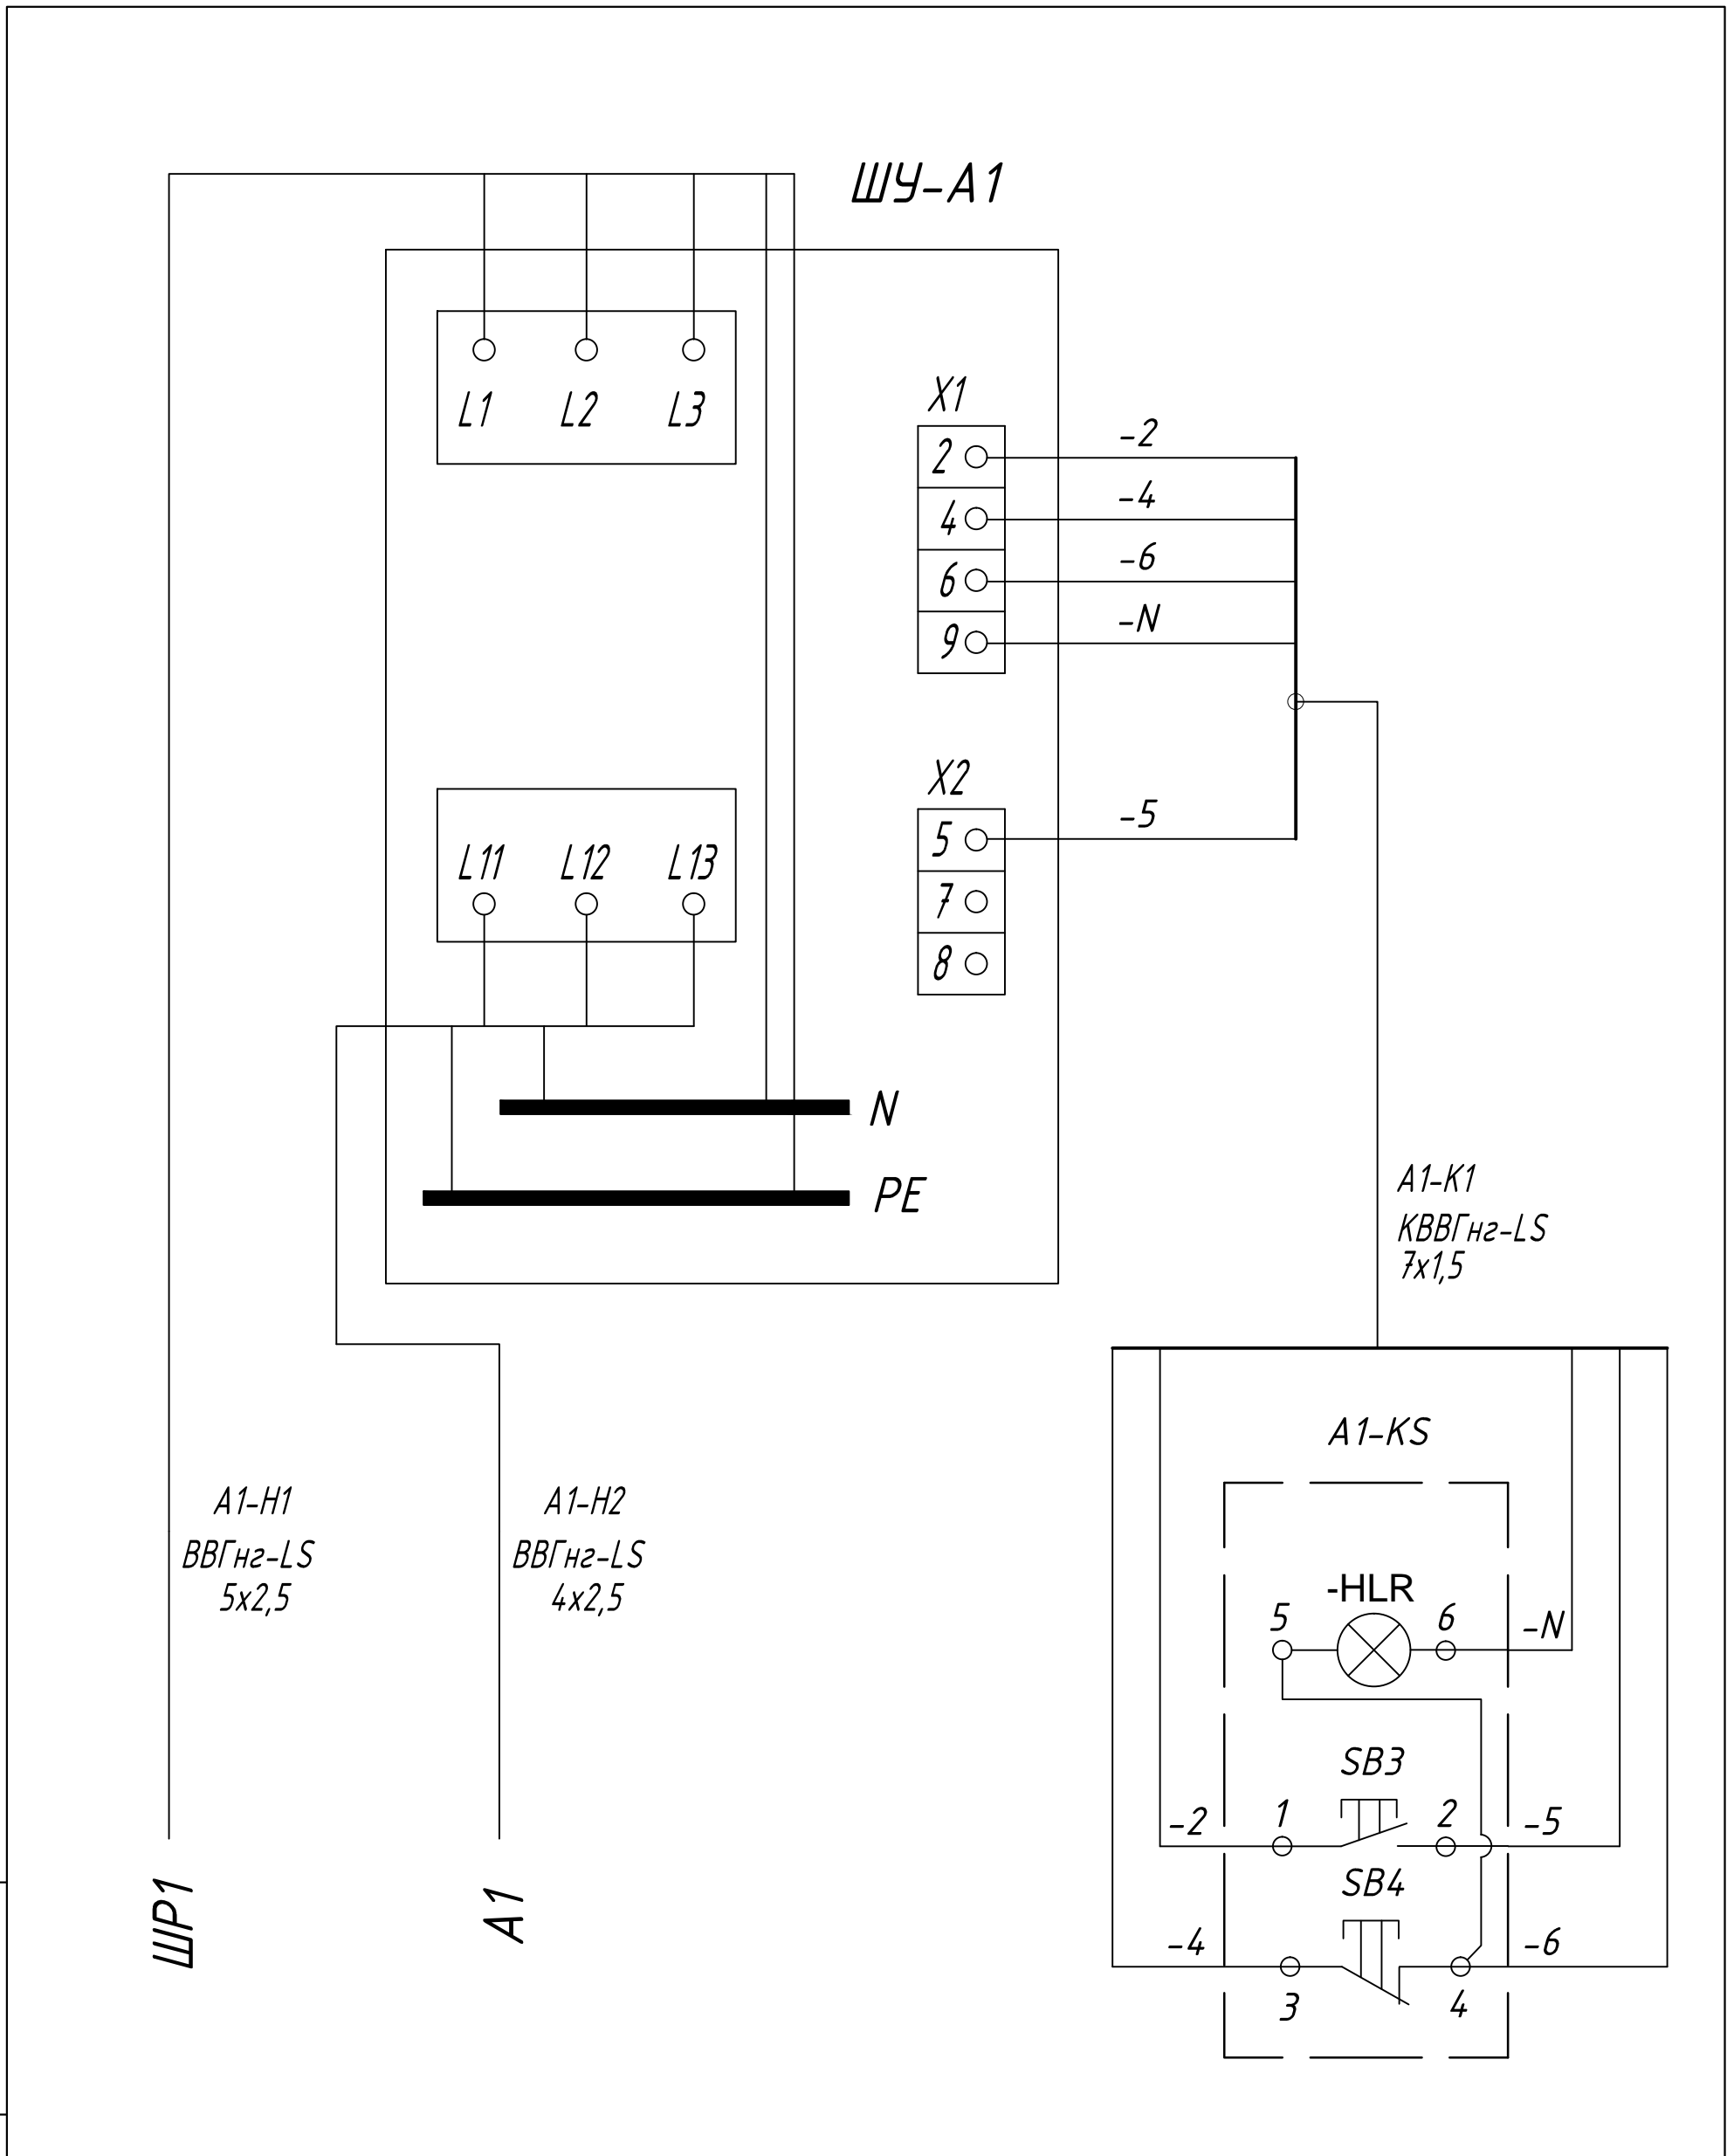 ШУ-А1
L1 L2 L3
X1
2
4
6
9
-2
-4
-6
-N
X2
5
7
8
-5
L11 L12 L13
N
PE
А1-К1
КВВГнг-LS
7х1,5
А1-Н1
ВВГнг-LS
5х2,5
А1-Н2
ВВГнг-LS
4х2,5
ШР1
А1
А1-KS
-HLR
5 6 -N
SB3
-2 1 2 -5
SB4
-4 -6
3 4